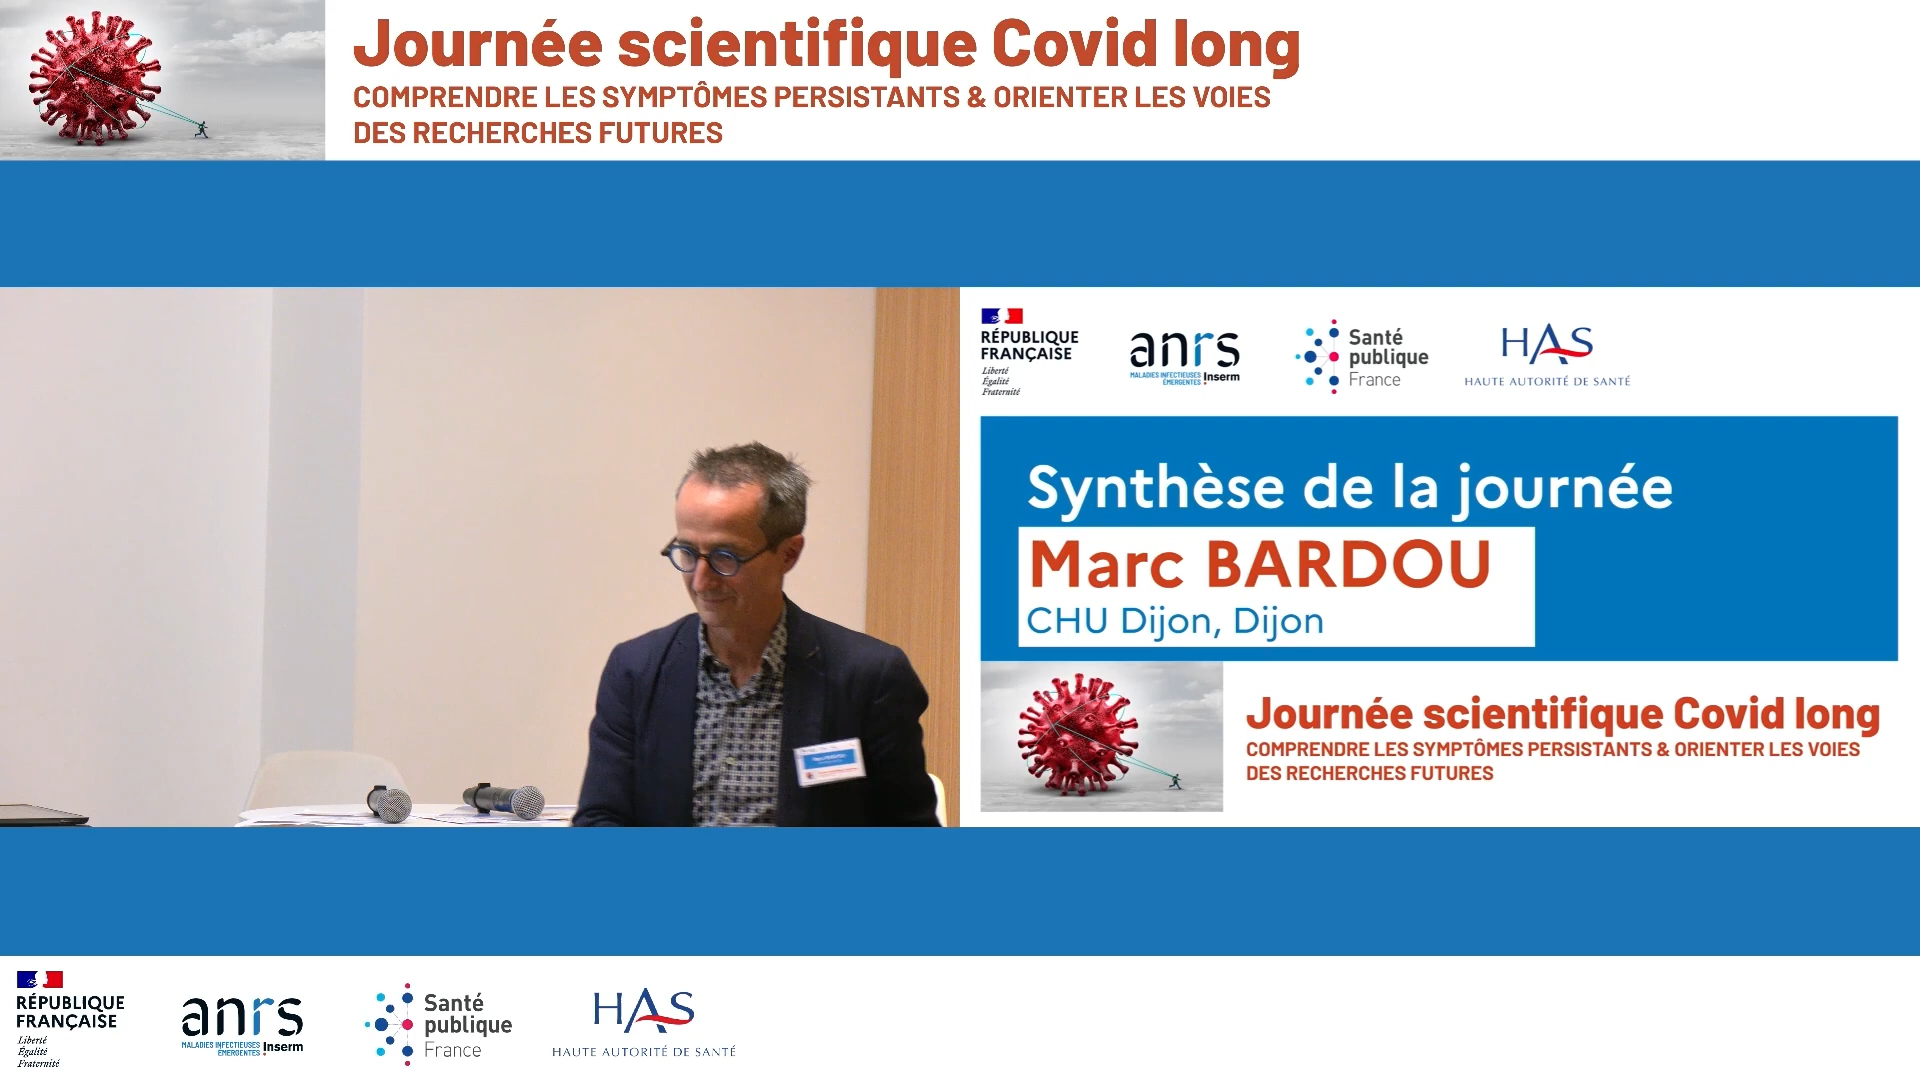 Journée scientifique Covid long
COMPRENDRE LES SYMPTÔMES PERSISTANTS & ORIENTER LES VOIES
DES RECHERCHES FUTURES
RÉPUBLIQUE
FRANÇAISE
Liberté
Égalité
Fraternité
anrs
MALADIES INFECTIEUSES
ÉMERGENTES
Inserm
Santé
publique
France
HAS
HAUTE AUTORITÉ DE SANTÉ
Synthèse de la journée
Marc BARDOU
CHU Dijon, Dijon
Journée scientifique Covid long
COMPRENDRE LES SYMPTÔMES PERSISTANTS & ORIENTER LES VOIES
DES RECHERCHES FUTURES
RÉPUBLIQUE
FRANÇAISE
Liberté
Égalité
Fraternité
anrs
MALADIES INFECTIEUSES
ÉMERGENTES
Inserm
Santé
publique
France
HAS
HAUTE AUTORITÉ DE SANTÉ